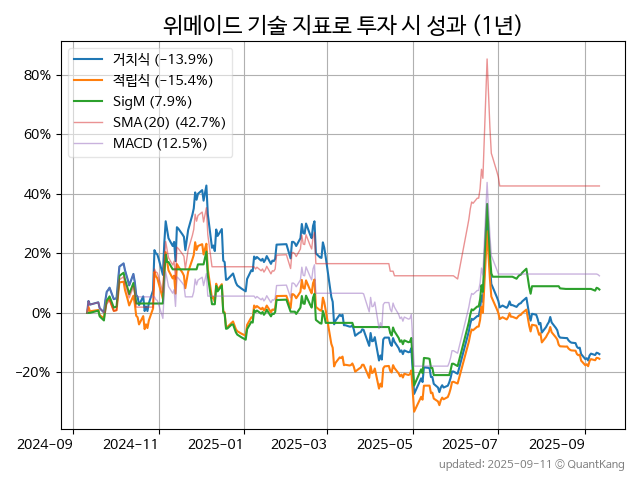 위메이드 기술 지표로 투자 시 성과 (1년)
거치식 (−13.9%)
적립식 (−15.4%)
SigM (7.9%)
SMA(20) (42.7%)
MACD (12.5%)
80%
60%
40%
20%
0%
−20%
2024-09 2024-11 2025-01 2025-03 2025-05 2025-07 2025-09
updated: 2025-09-11 © QuantKang